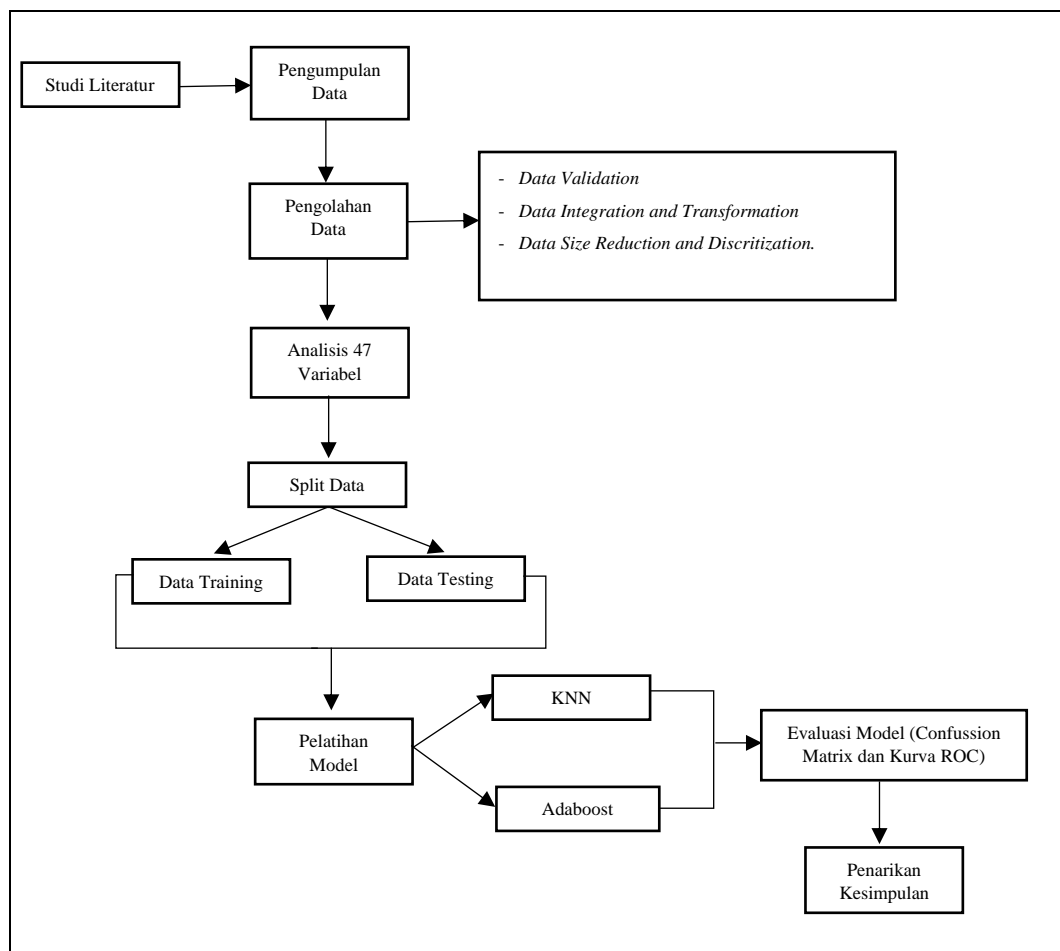 Studi Literatur
Pengumpulan
Data
Pengolahan
Data
- Data Validation
- Data Integration and Transformation
- Data Size Reduction and Discritization.
Analisis 47
Variabel
Split Data
Data Training
Data Testing
Pelatihan
Model
KNN
Adaboost
Evaluasi Model (Confussion
Matrix dan Kurva ROC)
Penarikan
Kesimpulan